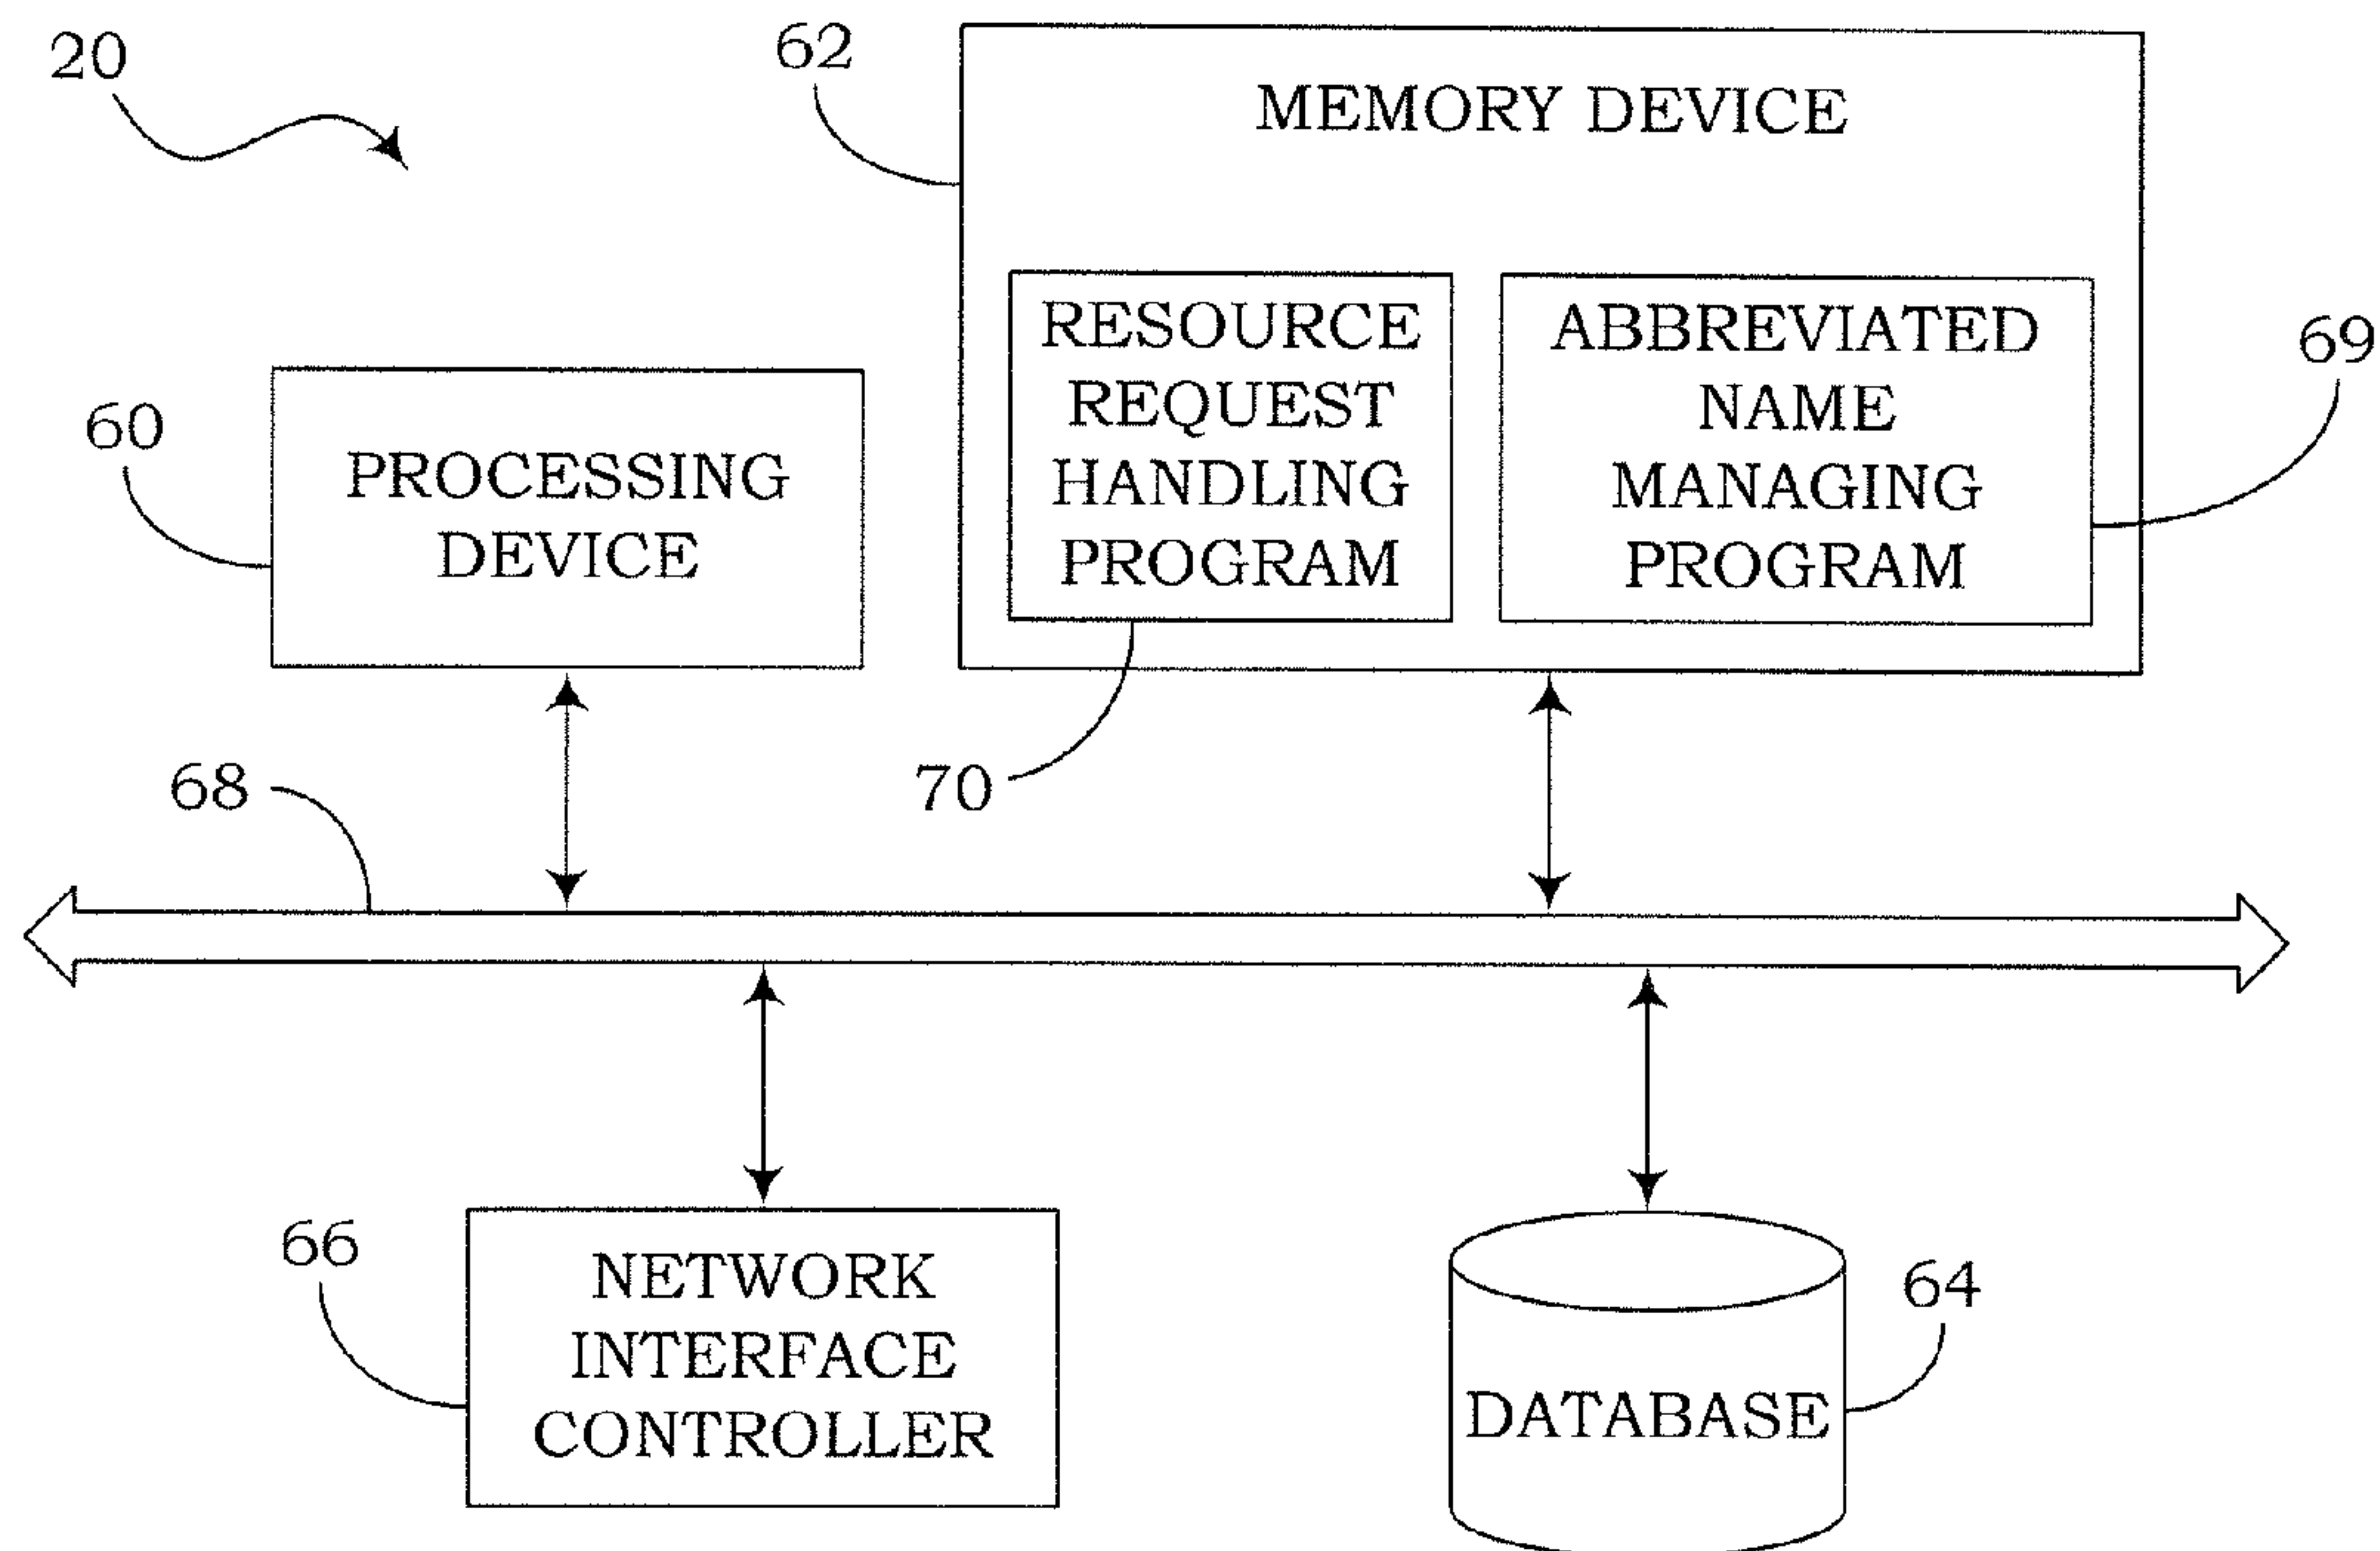 20
62
MEMORY DEVICE
RESOURCE
REQUEST
HANDLING
PROGRAM
ABBREVIATED
NAME
MANAGING
PROGRAM
69
60
PROCESSING
DEVICE
70
68
66
NETWORK
INTERFACE
CONTROLLER
DATABASE
64